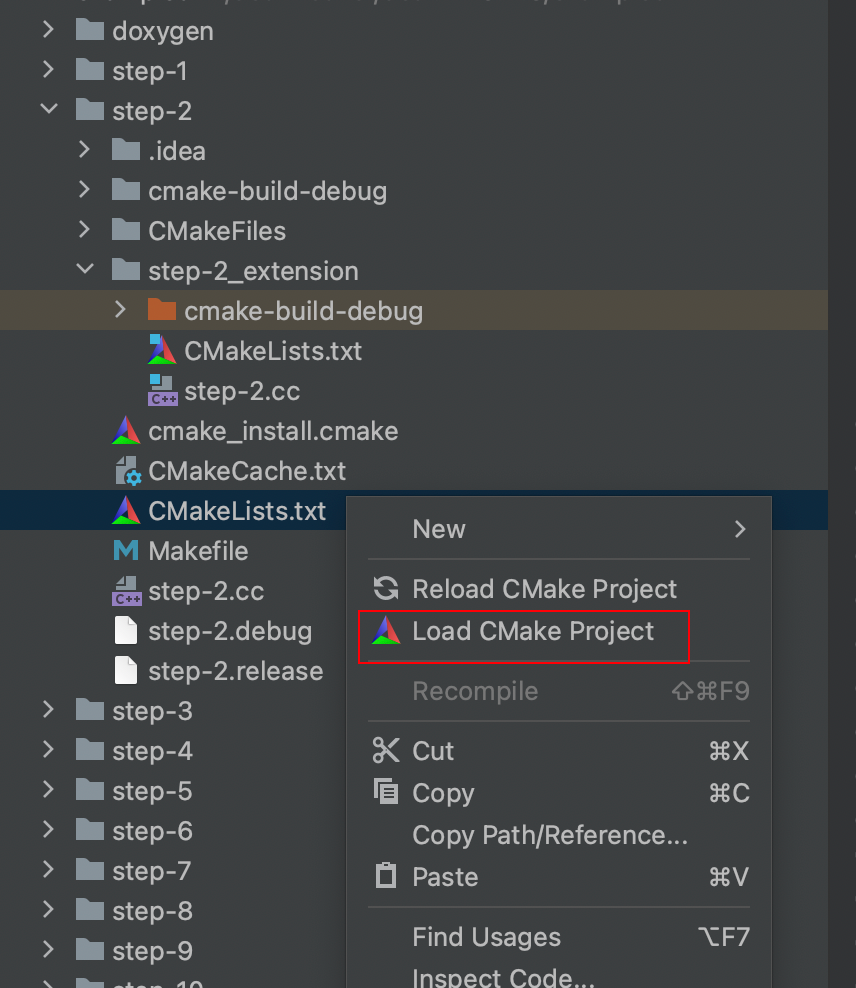 doxygen
step-1
step-2
.idea
cmake-build-debug
CMakeFiles
step-2_extension
cmake-build-debug
CMakeLists.txt
C++ step-2.cc
cmake_install.cmake
CMakeCache.txt
CMakeLists.txt
Makefile
C++ step-2.cc
step-2.debug
step-2.release
step-3
step-4
step-5
step-6
step-7
step-8
step-9
step-10
New
Reload CMake Project
Load CMake Project
Recompile ⇧⌘F9
Cut ⌘X
Copy ⌘C
Copy Path/Reference...
Paste ⌘V
Find Usages ⌥F7
Inspect Code...